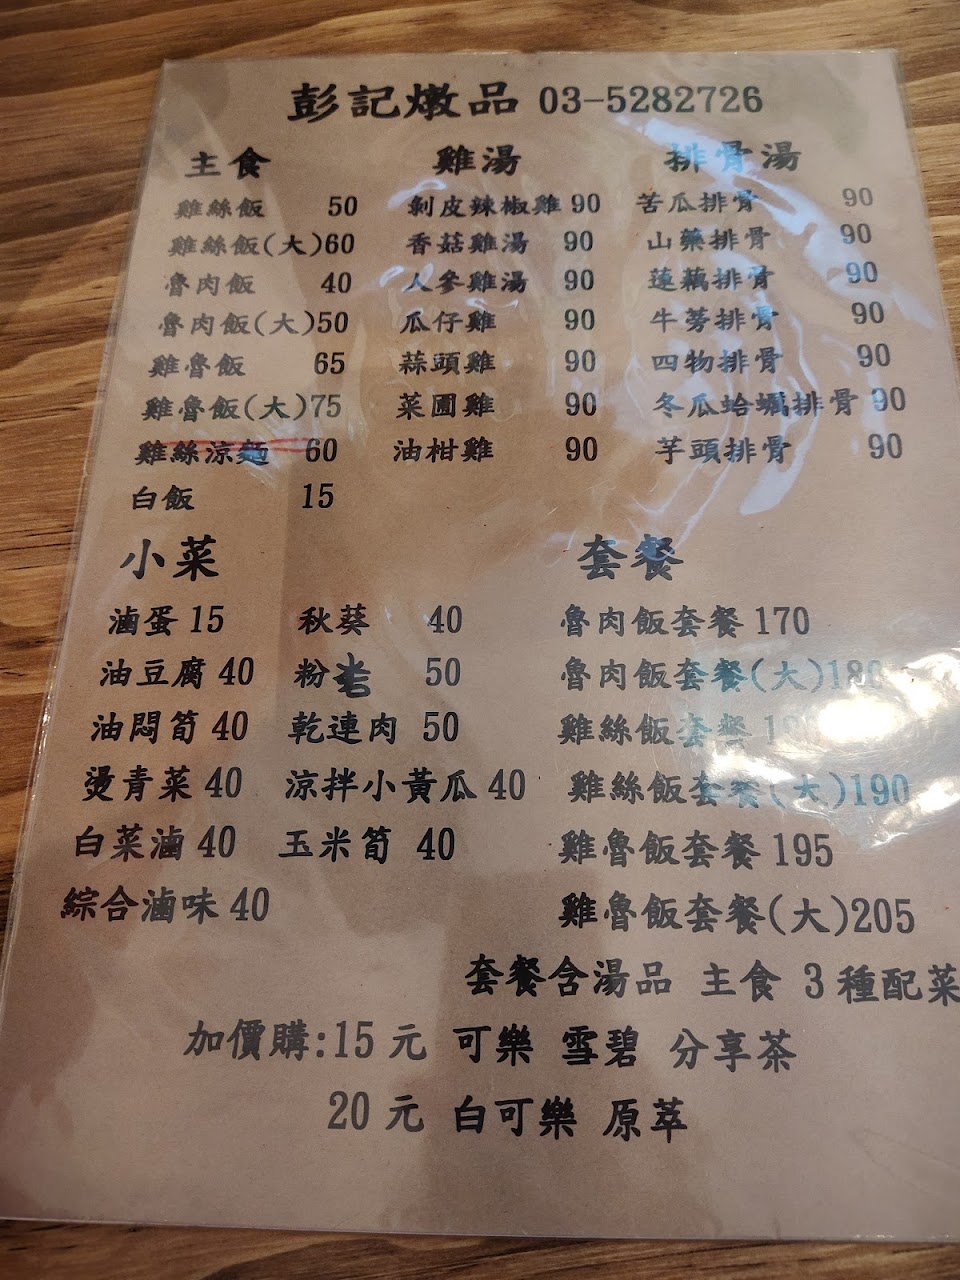 彭記燉品 03-5282726
主食
雞絲飯 50
雞絲飯(大)60
魯肉飯 40
魯肉飯(大)50
雞魯飯 65
雞魯飯(大)75
雞絲涼麵 60
白飯 15
雞湯
剝皮辣椒雞 90
香菇雞湯 90
人參雞湯 90
瓜仔雞 90
蒜頭雞 90
菜圃雞 90
油柑雞 90
排骨湯
苦瓜排骨 90
山藥排骨 90
蓮藕排骨 90
牛蒡排骨 90
四物排骨 90
冬瓜蛤蠣排骨 90
芋頭排骨 90
小菜
滷蛋 15
油豆腐 40
油悶筍 40
燙青菜 40
白菜滷 40
綜合滷味 40
秋葵 40
粉 50
乾連肉 50
涼拌小黃瓜 40
玉米筍 40
套餐
魯肉飯套餐 170
魯肉飯套餐(大)180
雞絲飯套餐
雞絲飯套餐(大)190
雞魯飯套餐 195
雞魯飯套餐(大)205
套餐含湯品 主食 3種配菜
加價購:15元 可樂 雪碧 分享茶
20元 白可樂 原萃